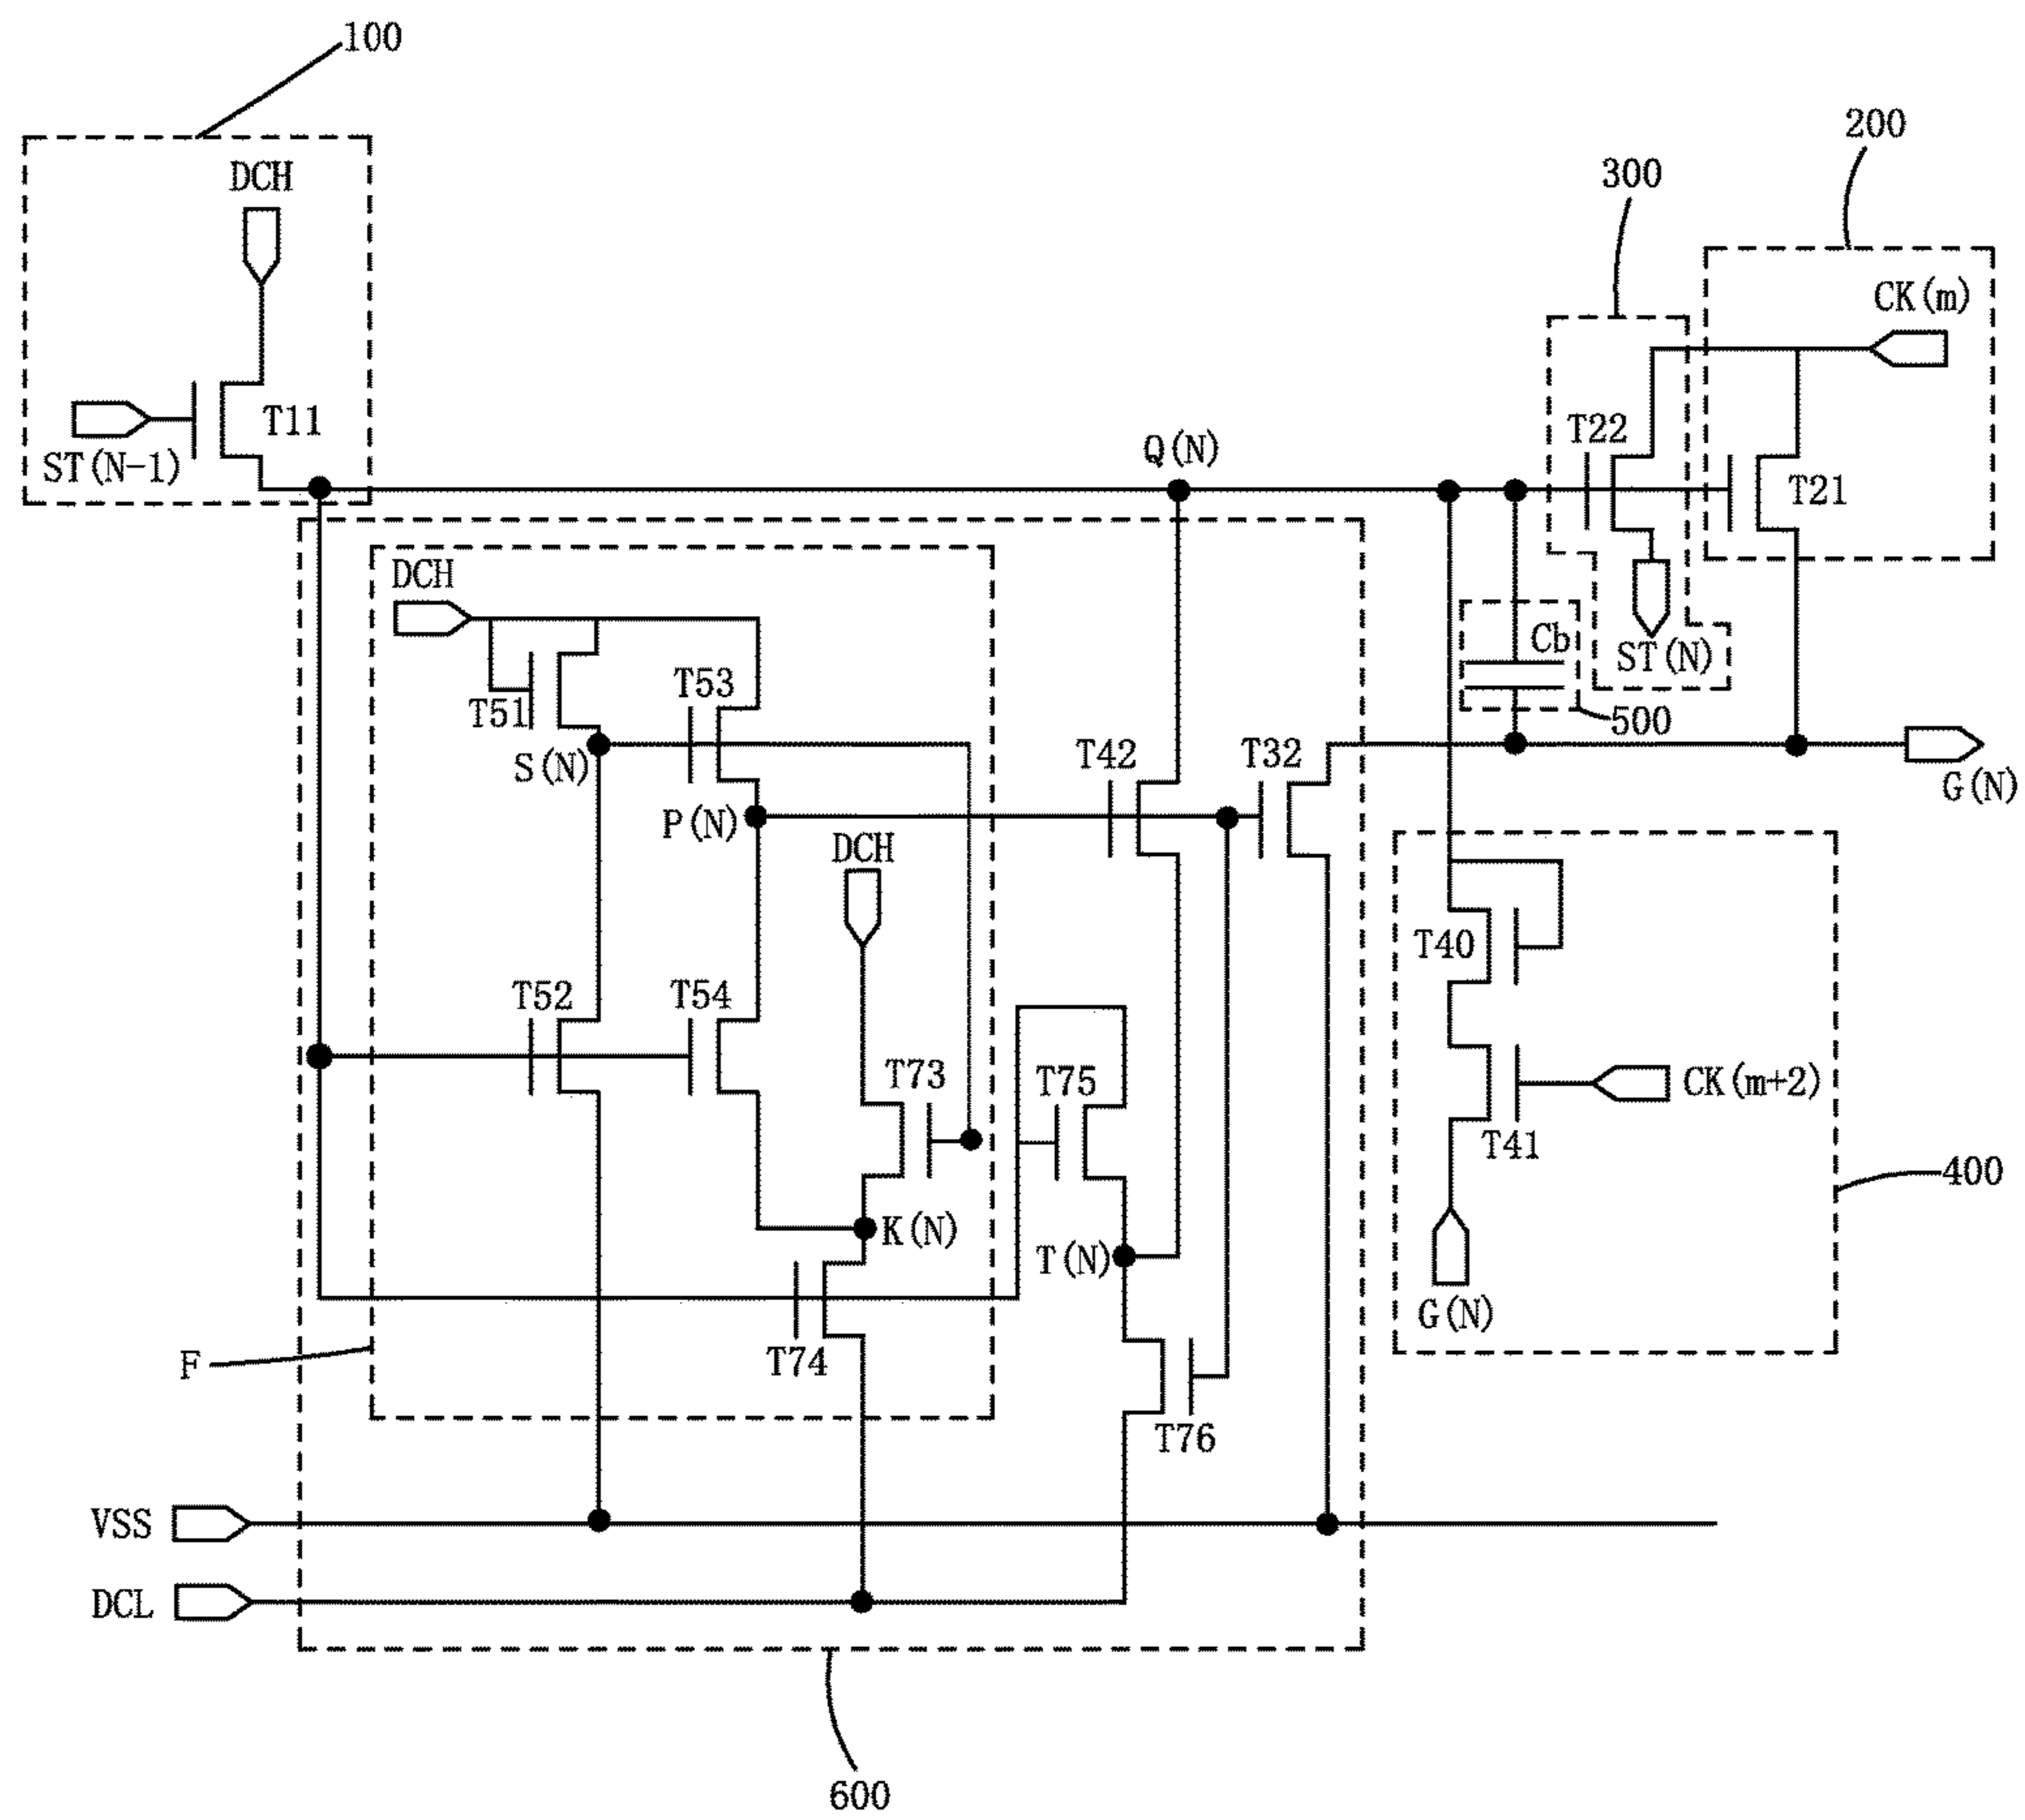 100
200
300
DCH
CK(m)
T11
T22
ST(N-1)
Q(N)
T21
DCH
Cb
ST(N)
T53
T51
500
S(N)
T42
T32
G(N)
P(N)
DCH
T40
T52
T54
T73
T75
CK(m+2)
T41
400
K(N)
T(N)
G(N)
F
T74
T76
VSS
DCL
600